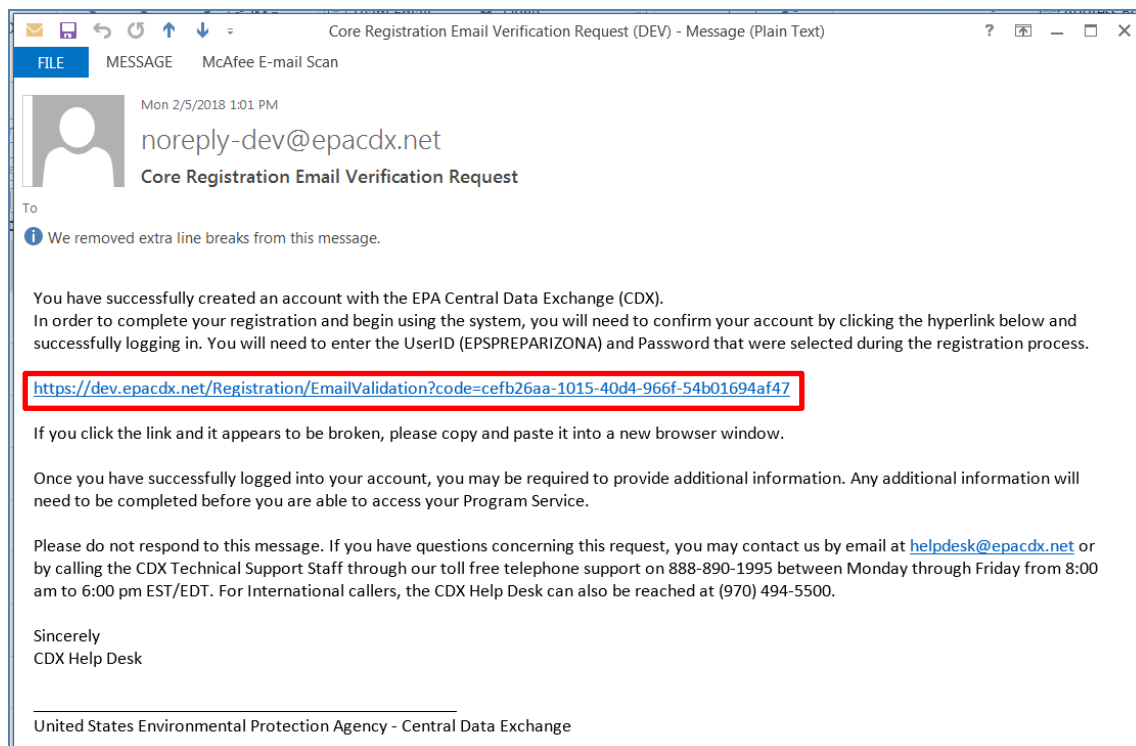 Core Registration Email Verification Request (DEV) - Message (Plain Text)
FILE MESSAGE McAfee E-mail Scan
Mon 2/5/2018 1:01 PM
noreply-dev@epacdx.net
Core Registration Email Verification Request
To
We removed extra line breaks from this message.
You have successfully created an account with the EPA Central Data Exchange (CDX).
In order to complete your registration and begin using the system, you will need to confirm your account by clicking the hyperlink below and
successfully logging in. You will need to enter the UserID (EPSPREPARIZONA) and Password that were selected during the registration process.
https://dev.epacdx.net/Registration/EmailValidation?code=cefb26aa-1015-40d4-966f-54b01694af47
If you click the link and it appears to be broken, please copy and paste it into a new browser window.
Once you have successfully logged into your account, you may be required to provide additional information. Any additional information will
need to be completed before you are able to access your Program Service.
Please do not respond to this message. If you have questions concerning this request, you may contact us by email at helpdesk@epacdx.net or
by calling the CDX Technical Support Staff through our toll free telephone support on 888-890-1995 between Monday through Friday from 8:00
am to 6:00 pm EST/EDT. For International callers, the CDX Help Desk can also be reached at (970) 494-5500.
Sincerely
CDX Help Desk
United States Environmental Protection Agency - Central Data Exchange